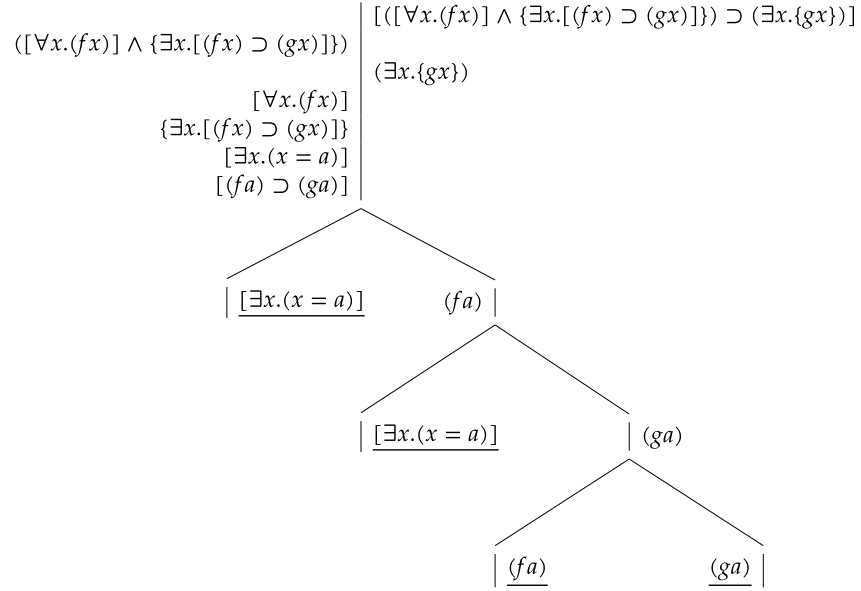 [([∀x.(fx)] ∧ {∃x.[(fx) ⊃ (gx)]}) ⊃ (∃x.{gx})]
([∀x.(fx)] ∧ {∃x.[(fx) ⊃ (gx)]})
(∃x.{gx})
[∀x.(fx)]
{∃x.[(fx) ⊃ (gx)]}
[∃x.(x = a)]
[(fa) ⊃ (ga)]
[∃x.(x = a)] (fa)
[∃x.(x = a)] (ga)
(fa) (ga)